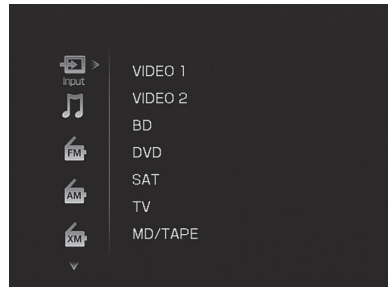 Input
FM
AM
XM
VIDEO 1
VIDEO 2
BD
DVD
SAT
TV
MD/TAPE